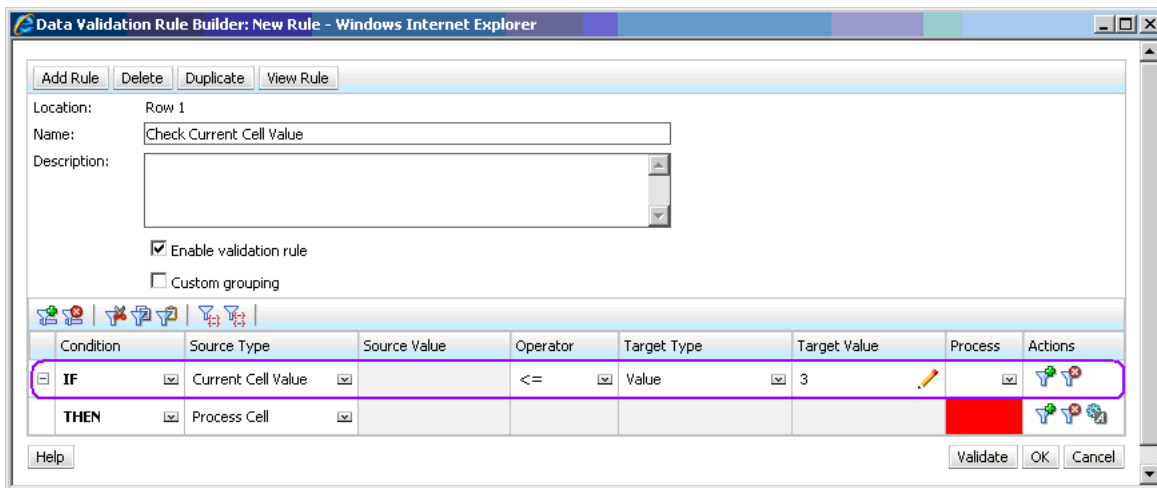 Data Validation Rule Builder: New Rule - Windows Internet Explorer
Add Rule Delete Duplicate View Rule
Location: Row 1
Name: Check Current Cell Value
Description:
Enable validation rule
Custom grouping
Condition Source Type Source Value Operator Target Type Target Value Process Actions
IF Current Cell Value <= Value 3
THEN Process Cell
Help Validate OK Cancel